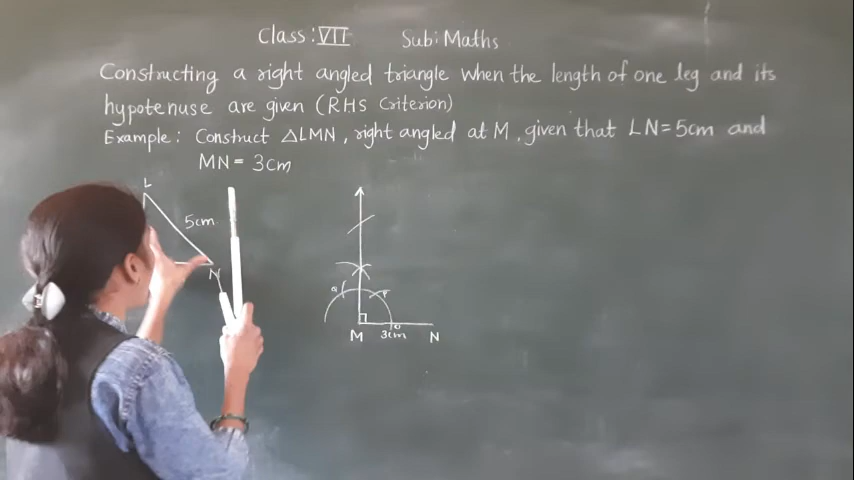 Class : VII Sub: Maths
Constructing a right angled triangle when the length of one leg and its
hypotenuse are given (RHS Criterion)
Example : Construct △LMN, right angled at M, given that LN=5cm and
MN = 3cm
L
5cm
N
Q P
M 3cm N